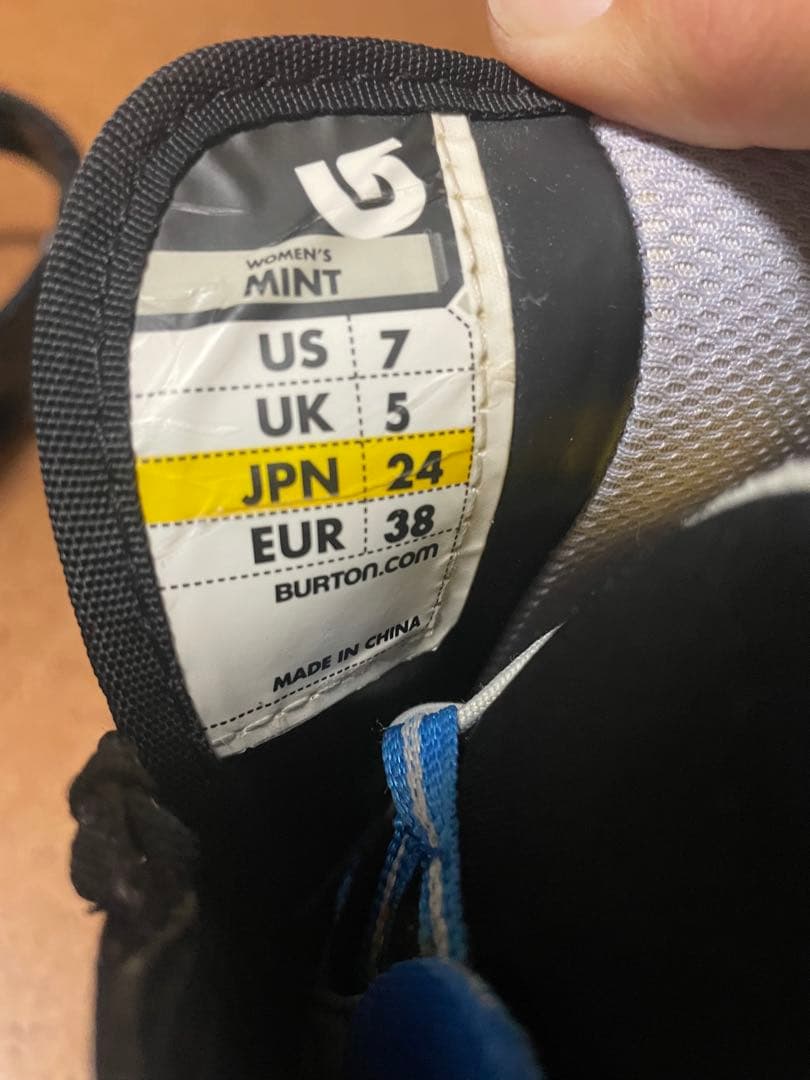 WOMEN'S
MINT
US 7
UK 5
JPN 24
EUR 38
BURTON.COM
MADE IN CHINA